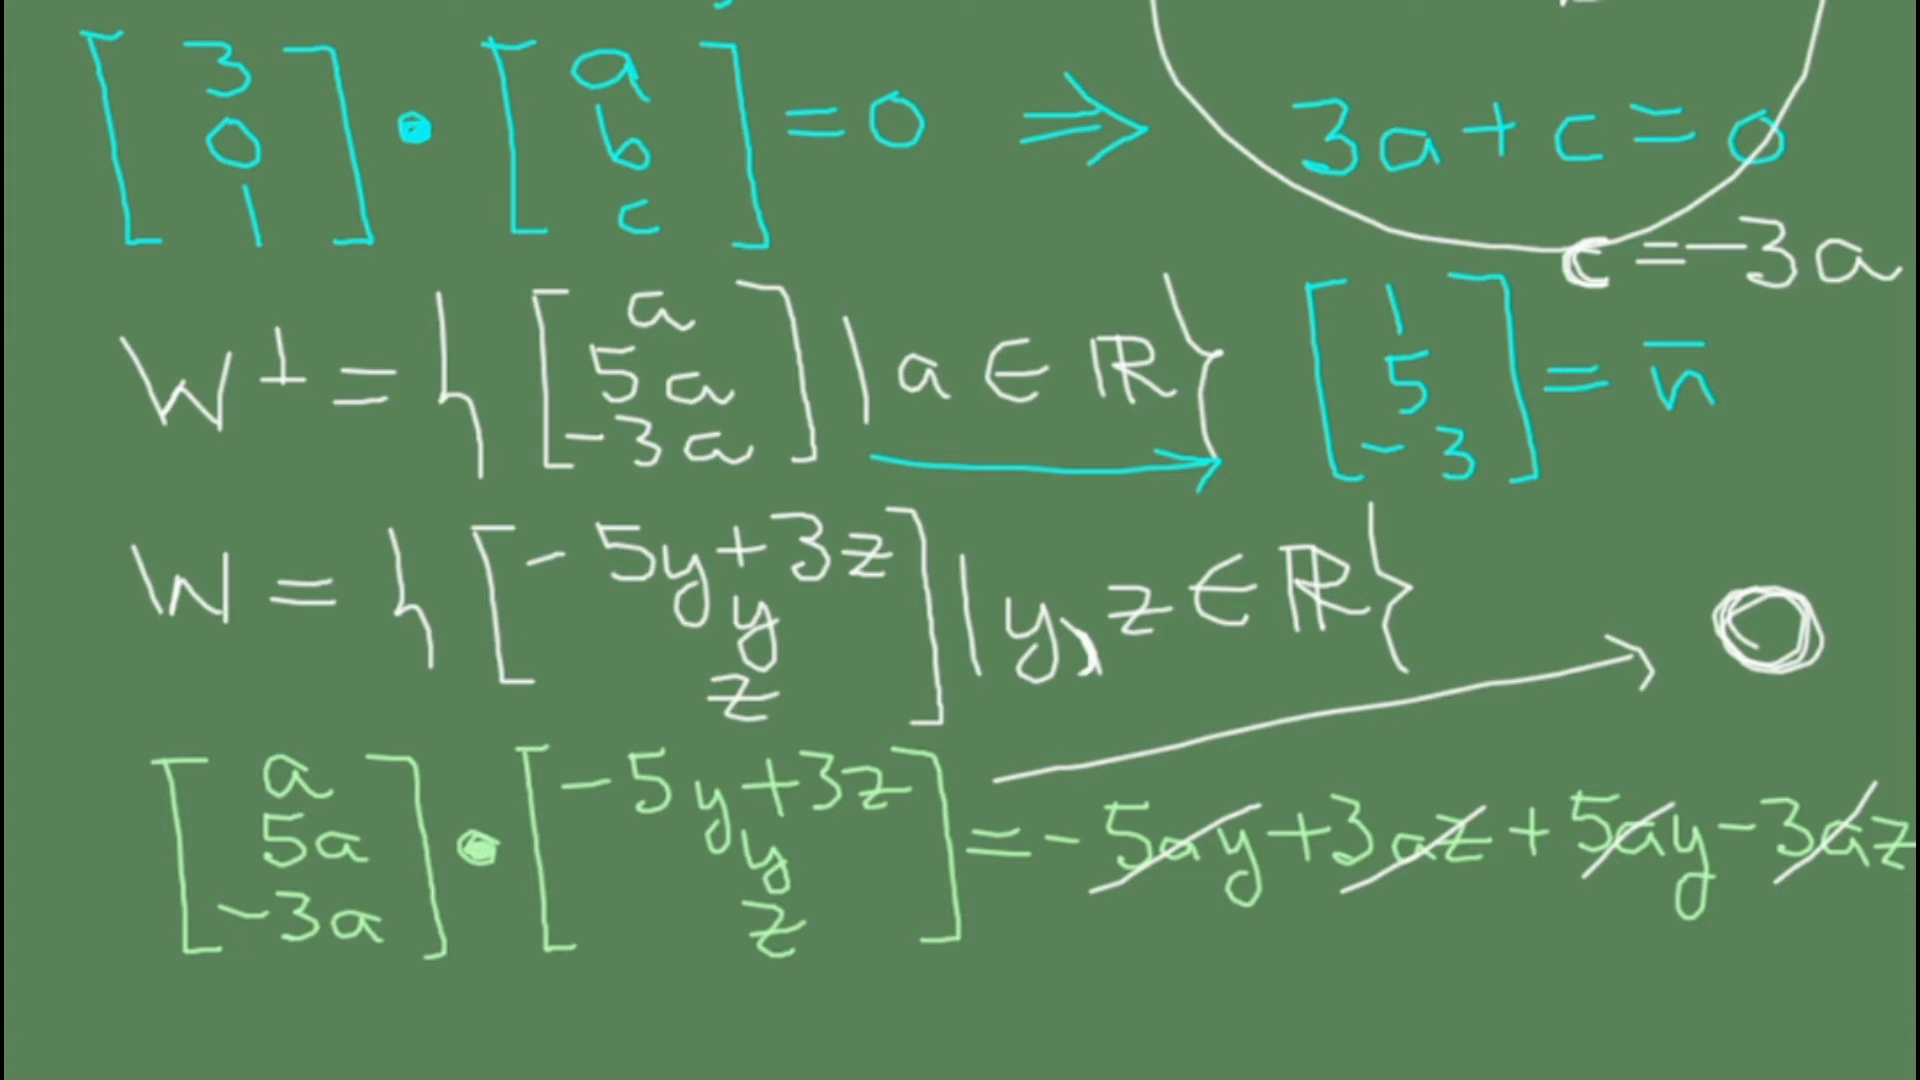 [3 0 1] • [a b c] = 0 ⇒ 3a + c = 0
c = -3a
W⊥ = { [a 5a -3a] | a ∈ ℝ } [1 5 -3] = n̅
W = { [-5y+3z y z] | y, z ∈ ℝ }
0
[a 5a -3a] • [-5y+3z y z] = -5ay + 3az + 5ay - 3az